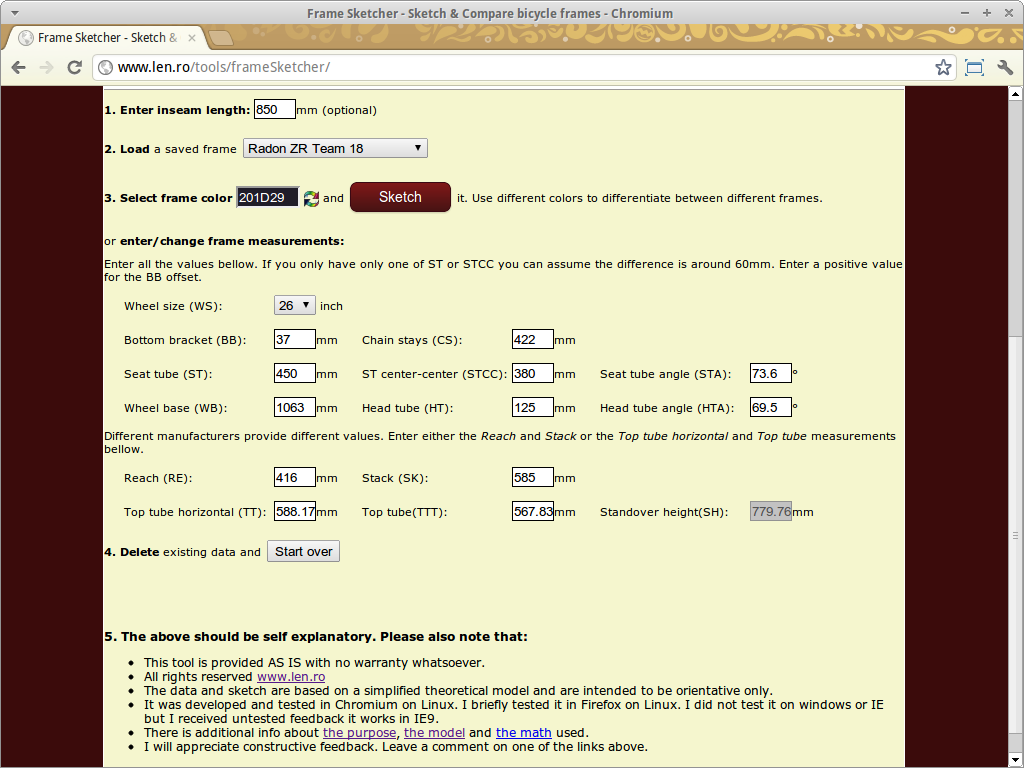 Frame Sketcher - Sketch & Compare bicycle frames - Chromium
Frame Sketcher - Sketch &
www.len.ro/tools/frameSketcher/
1. Enter inseam length: 850 mm (optional)
2. Load a saved frame Radon ZR Team 18
3. Select frame color 201D29 and Sketch it. Use different colors to differentiate between different frames.
or enter/change frame measurements:
Enter all the values bellow. If you only have only one of ST or STCC you can assume the difference is around 60mm. Enter a positive value
for the BB offset.
Wheel size (WS): 26 inch
Bottom bracket (BB): 37 mm Chain stays (CS): 422 mm
Seat tube (ST): 450 mm ST center-center (STCC): 380 mm Seat tube angle (STA): 73.6 °
Wheel base (WB): 1063 mm Head tube (HT): 125 mm Head tube angle (HTA): 69.5 °
Different manufacturers provide different values. Enter either the Reach and Stack or the Top tube horizontal and Top tube measurements
bellow.
Reach (RE): 416 mm Stack (SK): 585 mm
Top tube horizontal (TT): 588.17 mm Top tube(TTT): 567.83 mm Standover height(SH): 779.76 mm
4. Delete existing data and Start over
5. The above should be self explanatory. Please also note that:
• This tool is provided AS IS with no warranty whatsoever.
• All rights reserved www.len.ro
• The data and sketch are based on a simplified theoretical model and are intended to be orientative only.
• It was developed and tested in Chromium on Linux. I briefly tested it in Firefox on Linux. I did not test it on windows or IE
but I received untested feedback it works in IE9.
• There is additional info about the purpose, the model and the math used.
• I will appreciate constructive feedback. Leave a comment on one of the links above.